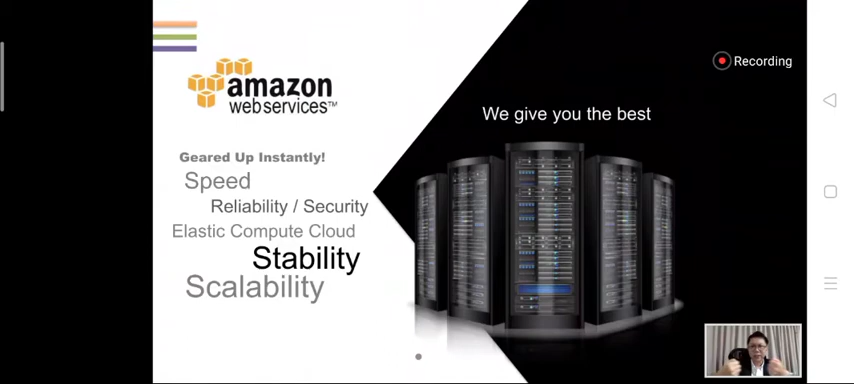 amazon
webservices™
Recording
We give you the best
Geared Up Instantly!
Speed
Reliability / Security
Elastic Compute Cloud
Stability
Scalability